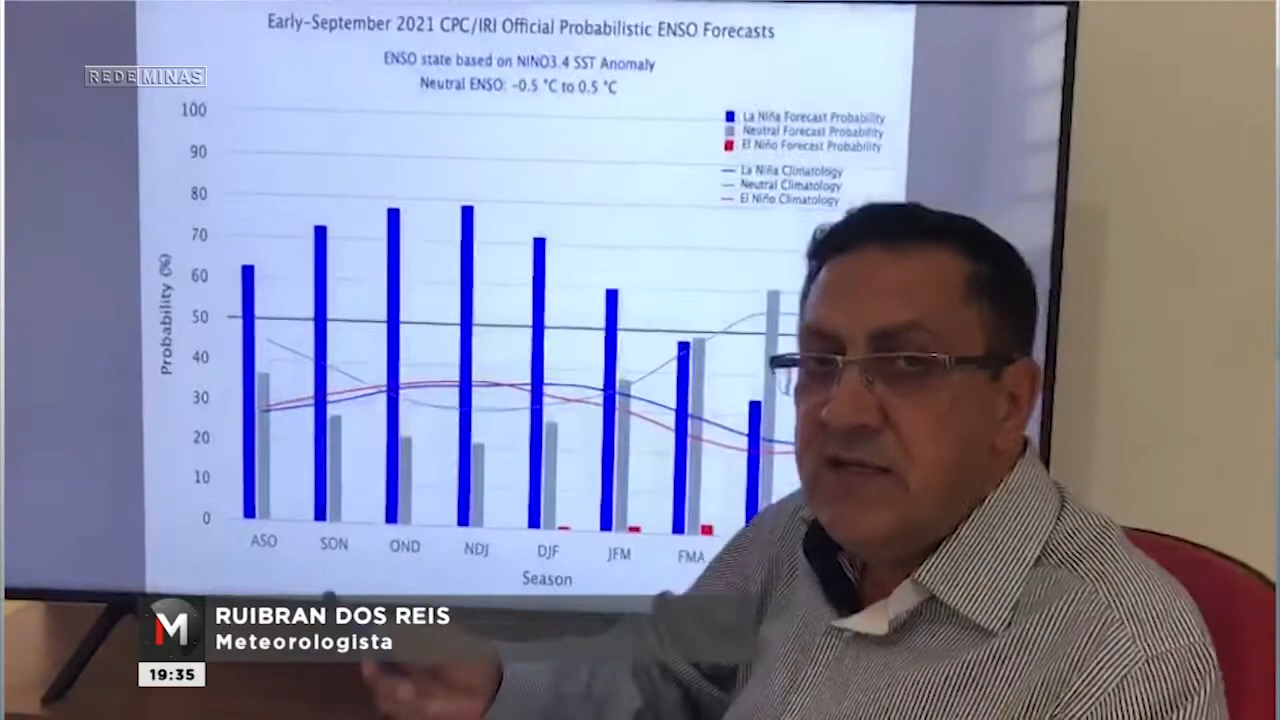 Early-September 2021 CPC/IRI Official Probabilistic ENSO Forecasts
ENSO state based on NINO3.4 SST Anomaly
Neutral ENSO: -0.5 °C to 0.5 °C
REDE MINAS
La Niña Forecast Probability
Neutral Forecast Probability
El Niño Forecast Probability
La Niña Climatology
Neutral Climatology
El Niño Climatology
Probability (%)
100
90
80
70
60
50
40
30
20
10
0
ASO SON OND NDJ DJF JFM FMA
Season
M
RUIBRAN DOS REIS
Meteorologista
19:35